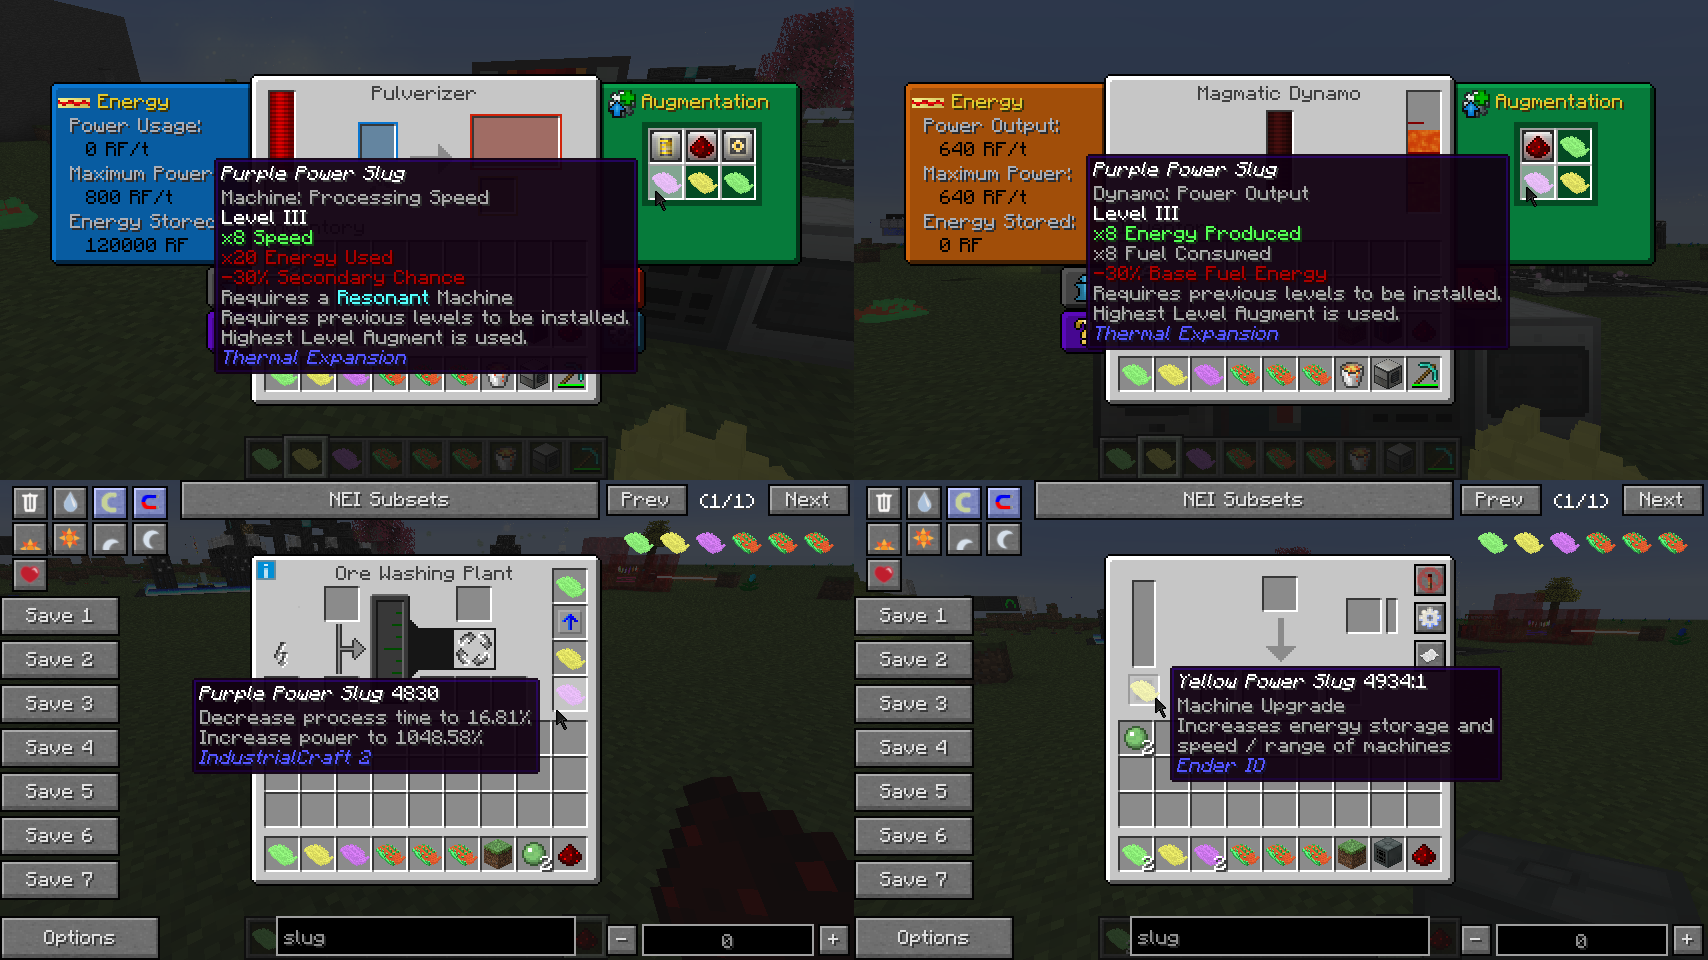 Energy
Power Usage:
0 RF/t
Maximum Power:
800 RF/t
Energy Stored:
120000 RF
Pulverizer
Augmentation
Purple Power Slug
Machine: Processing Speed
Level III
x8 Speed
x20 Energy Used
-30% Secondary Chance
Requires a Resonant Machine
Requires previous levels to be installed.
Highest Level Augment is used.
Thermal Expansion
Energy
Power Output:
640 RF/t
Maximum Power:
640 RF/t
Energy Stored:
0 RF
Magmatic Dynamo
Augmentation
Purple Power Slug
Dynamo: Power Output
Level III
x8 Energy Produced
x8 Fuel Consumed
-30% Base Fuel Energy
Requires previous levels to be installed.
Highest Level Augment is used.
Thermal Expansion
NEI Subsets
Prev
(1/1)
Next
Save 1
Save 2
Save 3
Save 4
Save 5
Save 6
Save 7
Options
Ore Washing Plant
Purple Power Slug 4830
Decrease process time to 16.81%
Increase power to 1048.58%
IndustrialCraft 2
2
slug
-
0
+
NEI Subsets
Prev
(1/1)
Next
Save 1
Save 2
Save 3
Save 4
Save 5
Save 6
Save 7
Options
Yellow Power Slug 4934:1
Machine Upgrade
Increases energy storage and
speed / range of machines
Ender IO
2
2
2
slug
-
0
+